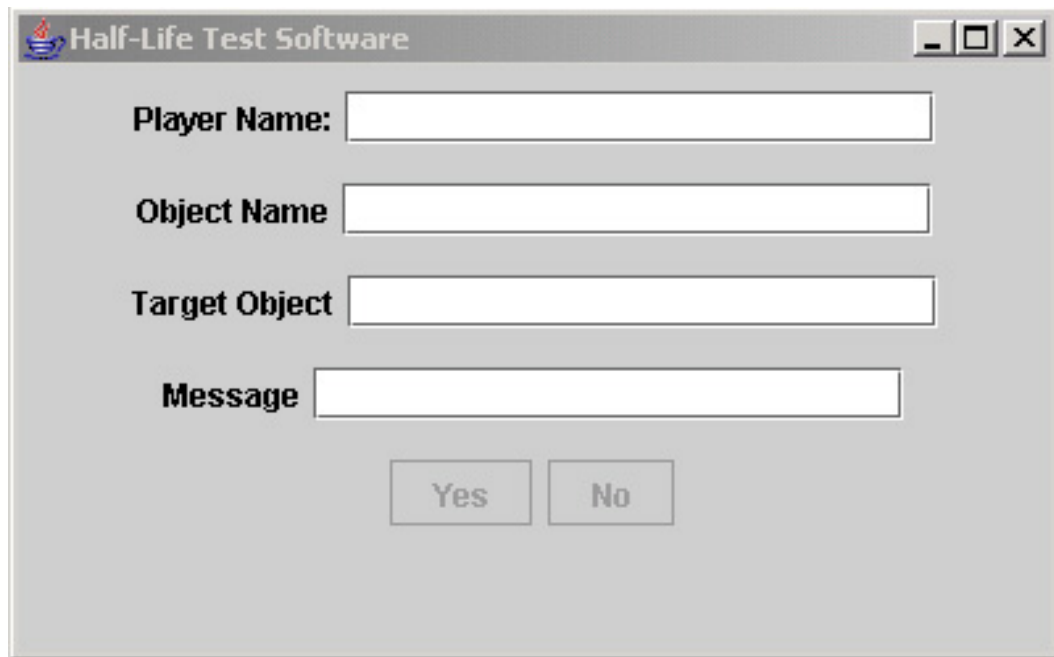 Half-Life Test Software
Player Name:
Object Name
Target Object
Message
Yes No